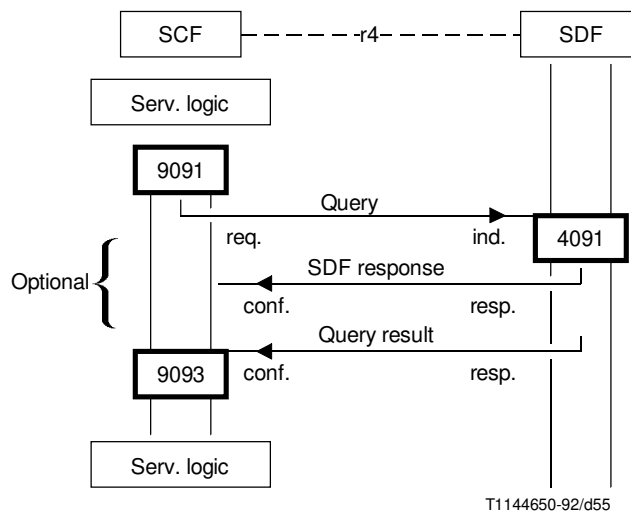 SCF r4 SDF
Serv. logic
9091
Query
req. ind. 4091
Optional SDF response
conf. resp.
Query result
9093 conf. resp.
Serv. logic
T1144650-92/d55